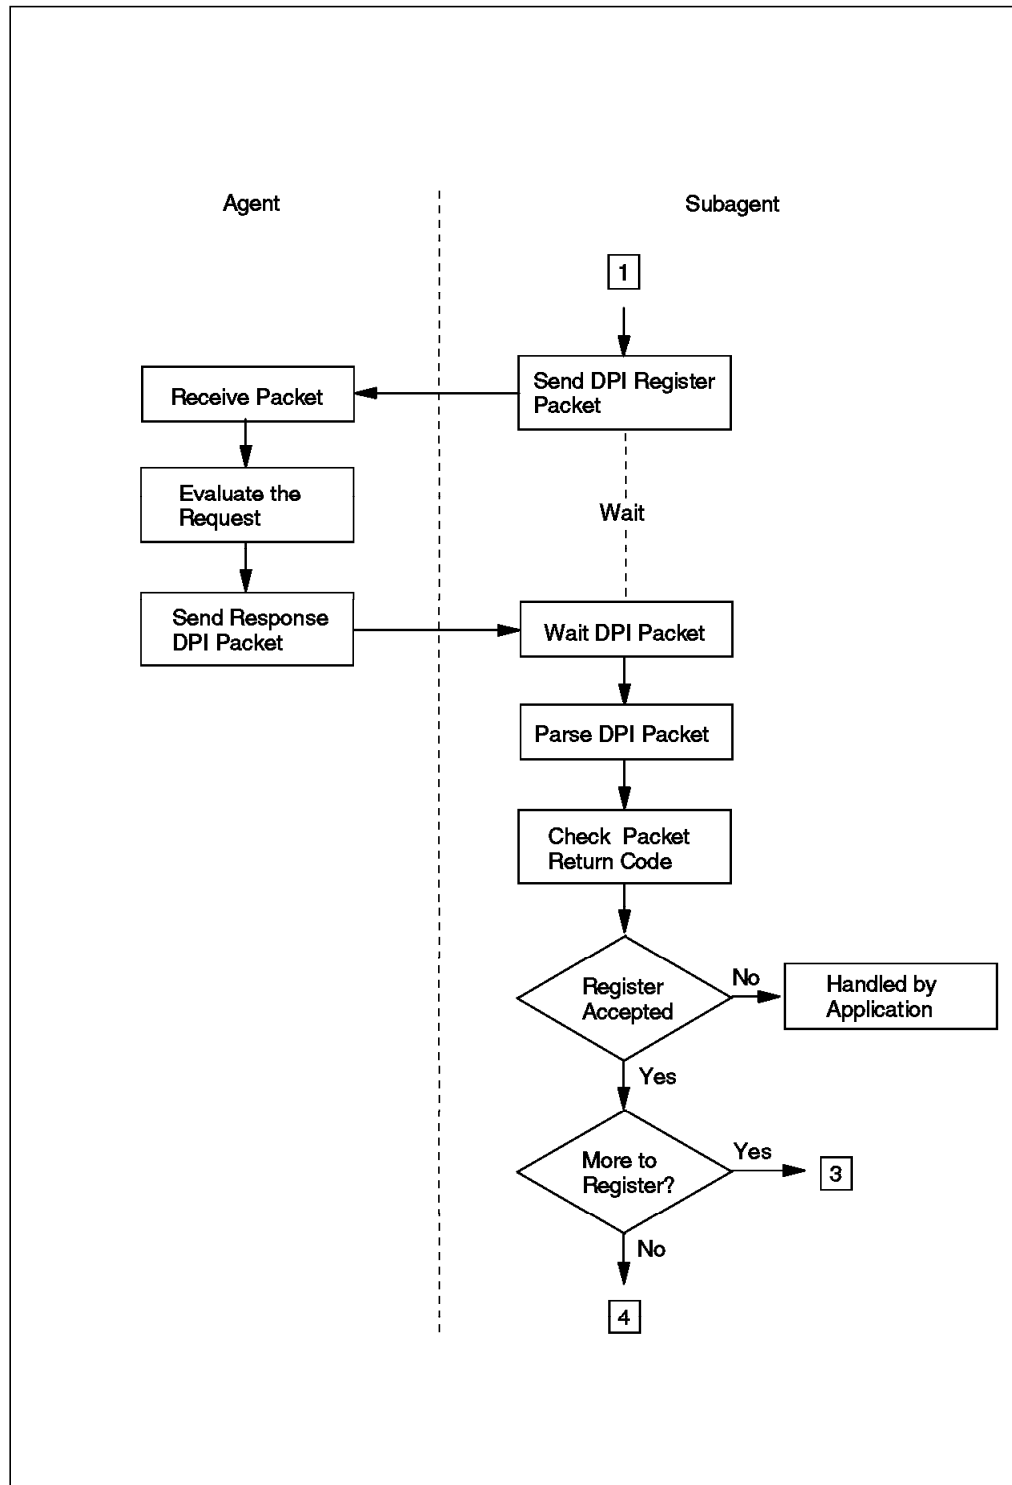 Agent
Subagent
1
Send DPI Register
Packet
Receive Packet
Evaluate the
Request
Wait
Send Response
DPI Packet
Wait DPI Packet
Parse DPI Packet
Check Packet
Return Code
Register
Accepted
No
Handled by
Application
Yes
More to
Register?
Yes
3
No
4